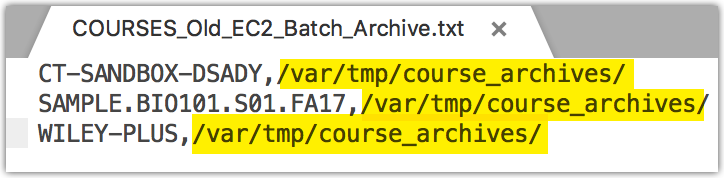 COURSES_Old_EC2_Batch_Archive.txt ×
CT-SANDBOX-DSADY,/var/tmp/course_archives/
SAMPLE.BIO101.S01.FA17,/var/tmp/course_archives/
WILEY-PLUS,/var/tmp/course_archives/